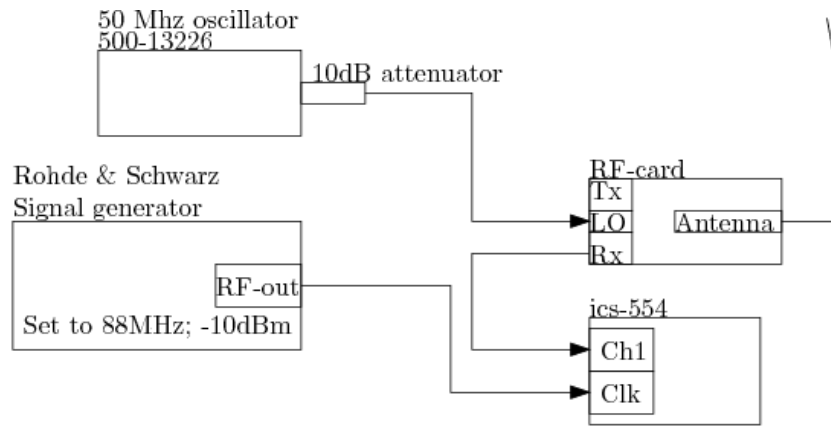 50 Mhz oscillator
500-13226
10dB attenuator
Rohde & Schwarz
Signal generator
RF-out
Set to 88MHz; -10dBm
RF-card
Tx
LO
Antenna
Rx
ics-554
Ch1
Clk